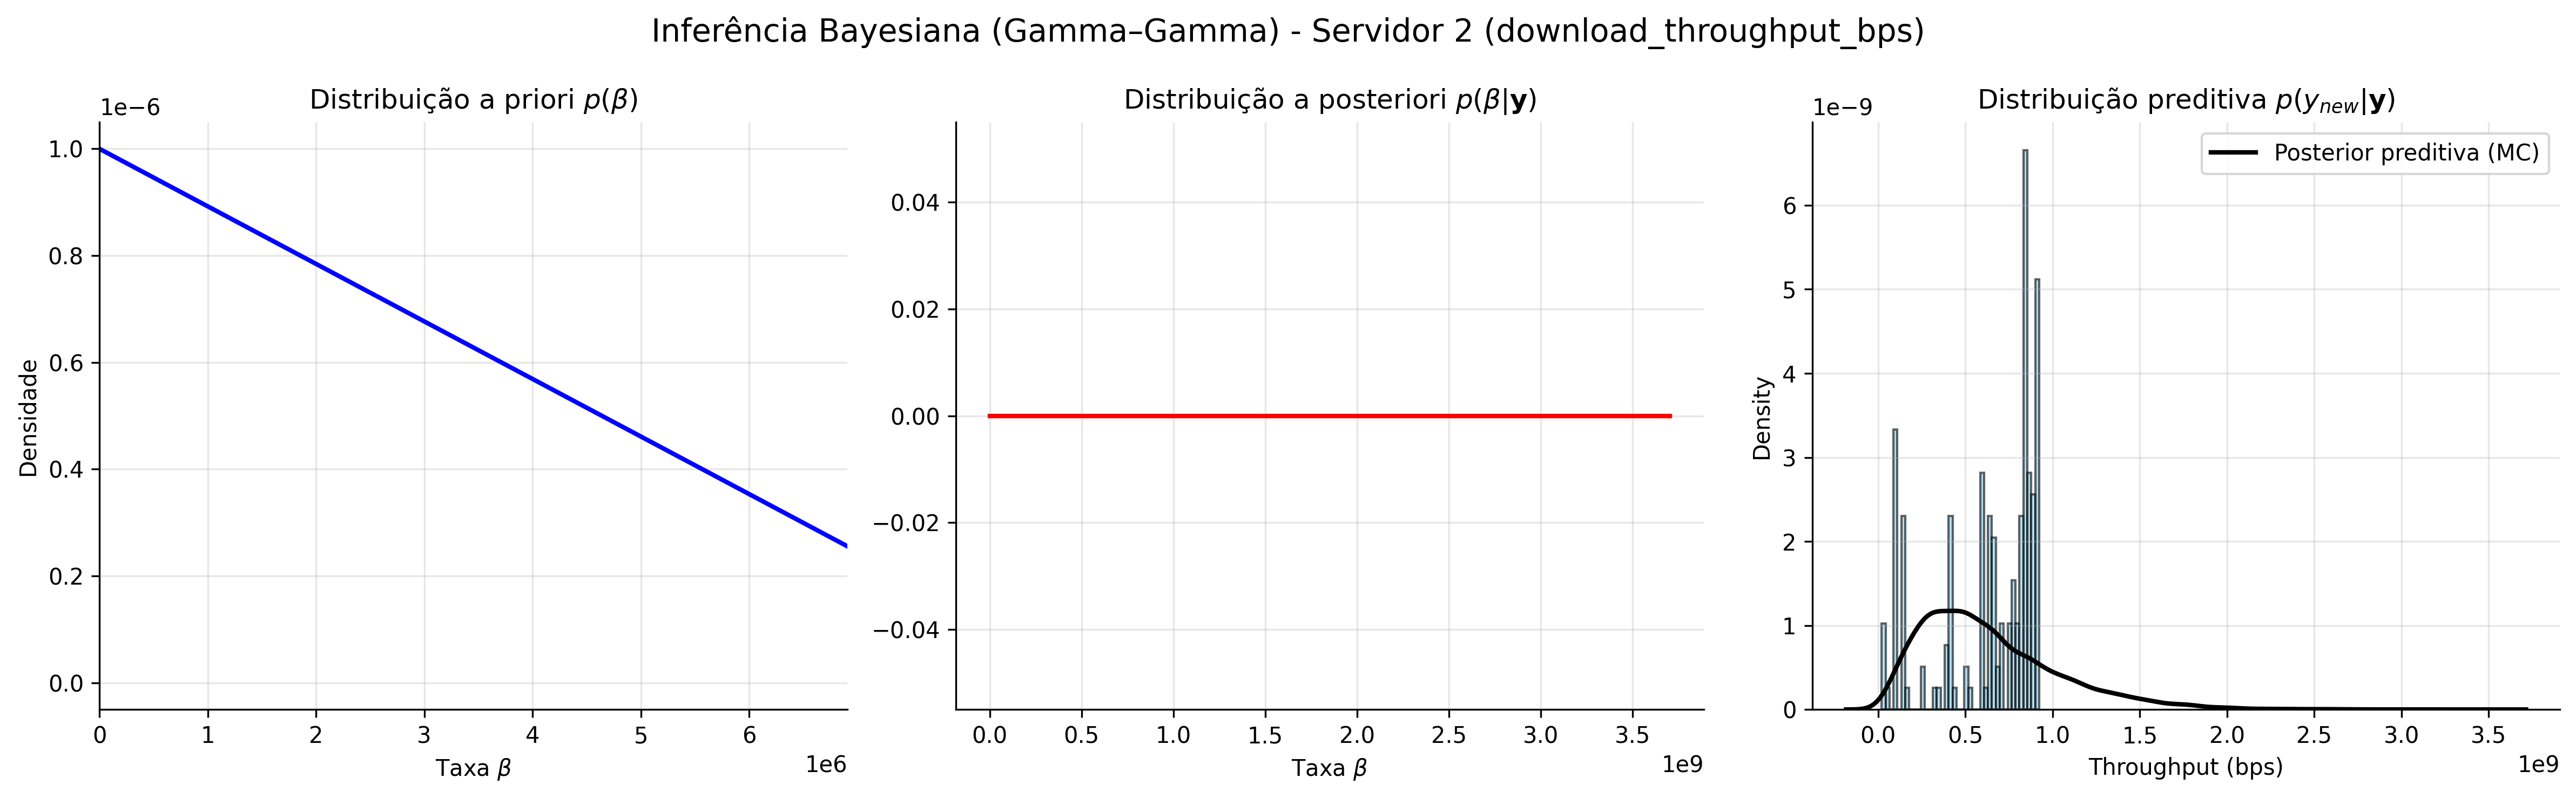 Inferência Bayesiana (Gamma–Gamma) - Servidor 2 (download_throughput_bps)
Distribuição a priori p(β)
1e−6
1.0
0.8
0.6
0.4
0.2
0.0
Densidade
0 1 2 3 4 5 6
Taxa β
1e6
Distribuição a posteriori p(β|y)
0.04
0.02
0.00
−0.02
−0.04
0.0 0.5 1.0 1.5 2.0 2.5 3.0 3.5
Taxa β
1e9
Distribuição preditiva p(y_new|y)
1e−9
Posterior preditiva (MC)
6
5
4
3
2
1
0
Density
0.0 0.5 1.0 1.5 2.0 2.5 3.0 3.5
Throughput (bps)
1e9